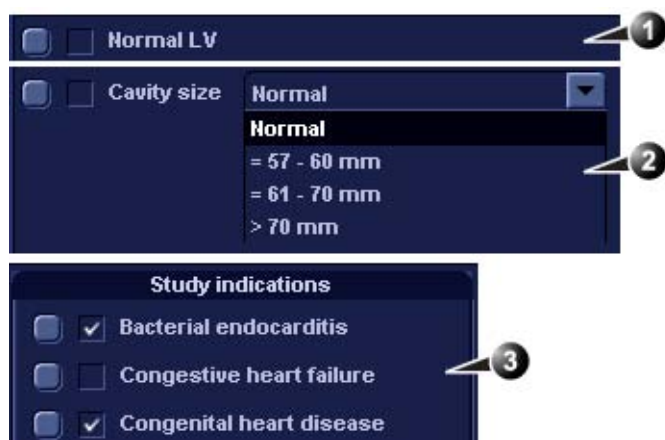 Normal LV
1
Cavity size Normal
Normal
= 57 - 60 mm
2
= 61 - 70 mm
> 70 mm
Study indications
Bacterial endocarditis
Congestive heart failure
3
Congenital heart disease